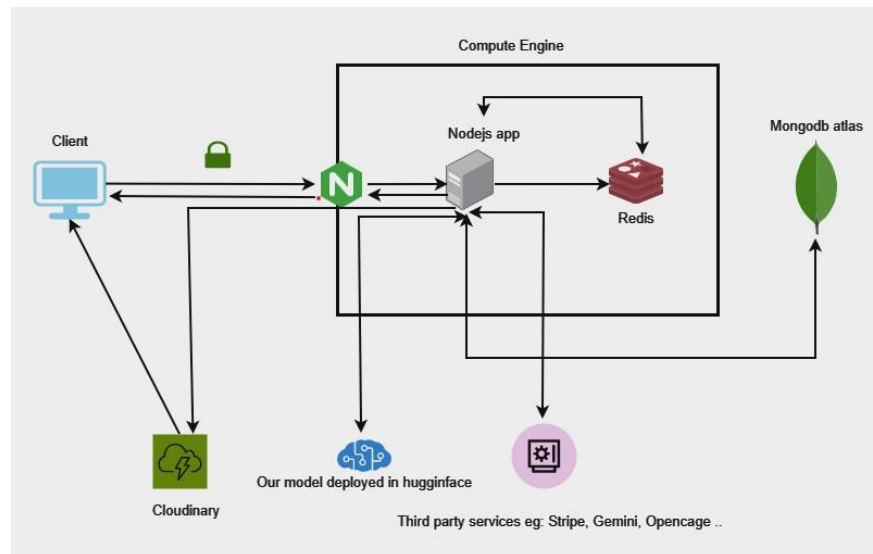 Compute Engine
Client
Nodejs app
Mongodb atlas
N
Redis
Our model deployed in hugginface
Cloudinary
Third party services eg: Stripe, Gemini, Opencage ..